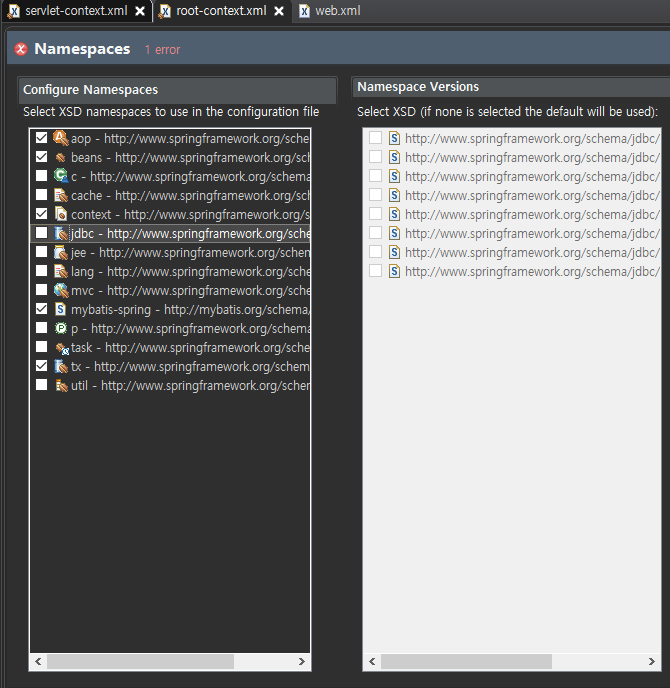 servlet-context.xml
root-context.xml
web.xml
Namespaces
1 error
Configure Namespaces
Select XSD namespaces to use in the configuration file
aop - http://www.springframework.org/sche
beans - http://www.springframework.org/s
c - http://www.springframework.org/schema
cache - http://www.springframework.org/s
context - http://www.springframework.org/s
jdbc - http://www.springframework.org/sche
jee - http://www.springframework.org/schen
lang - http://www.springframework.org/sch
mvc - http://www.springframework.org/sch
mybatis-spring - http://mybatis.org/schema/
p - http://www.springframework.org/schema
task - http://www.springframework.org/sch
tx - http://www.springframework.org/schem
util - http://www.springframework.org/sche
Namespace Versions
Select XSD (if none is selected the default will be used):
http://www.springframework.org/schema/jdbc/
http://www.springframework.org/schema/jdbc/
http://www.springframework.org/schema/jdbc/
http://www.springframework.org/schema/jdbc/
http://www.springframework.org/schema/jdbc/
http://www.springframework.org/schema/jdbc/
http://www.springframework.org/schema/jdbc/
http://www.springframework.org/schema/jdbc/